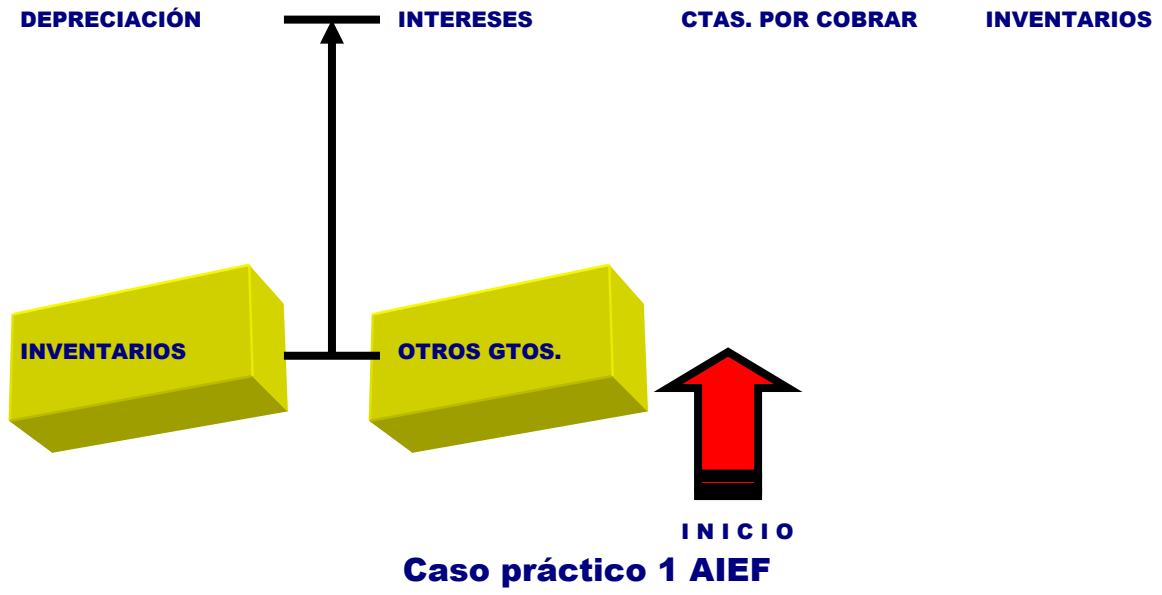 DEPRECIACIÓN INTERESES CTAS. POR COBRAR INVENTARIOS
INVENTARIOS OTROS GTOS.
I N I C I O
Caso práctico 1 AIEF